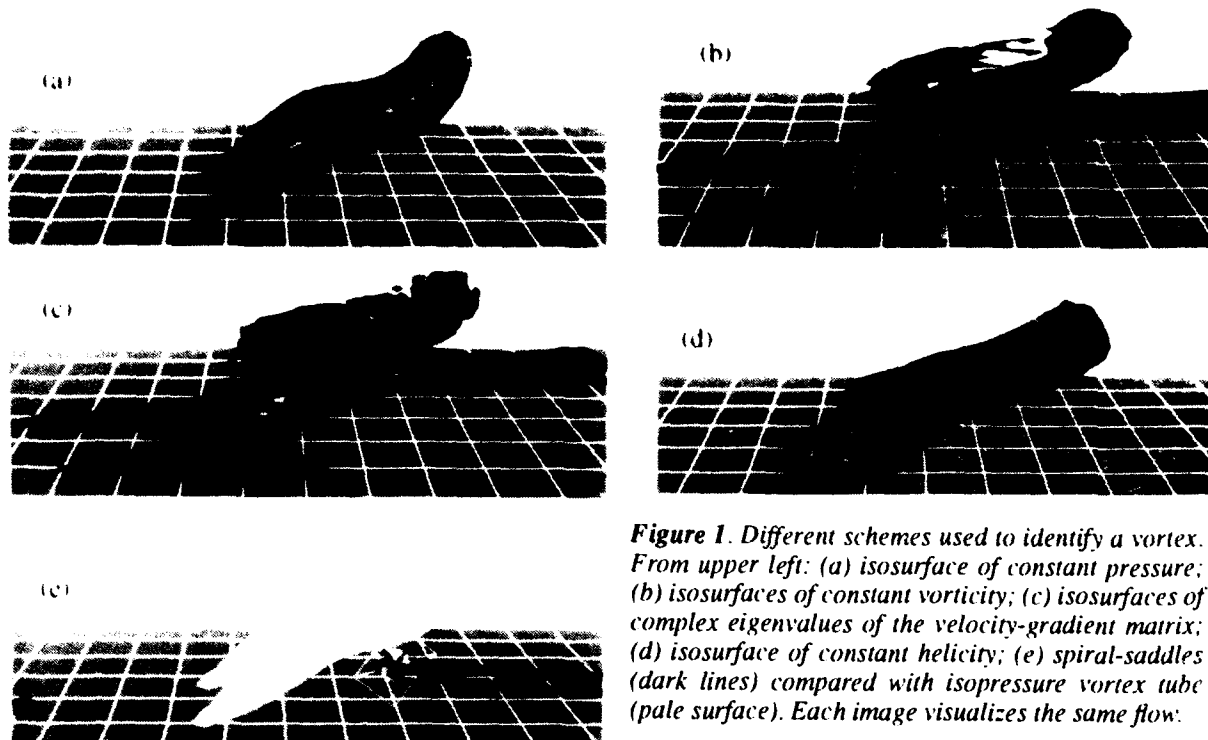 (a)
(b)
(c)
(d)
(e)
Figure 1. Different schemes used to identify a vortex.
From upper left: (a) isosurface of constant pressure;
(b) isosurfaces of constant vorticity; (c) isosurfaces of
complex eigenvalues of the velocity-gradient matrix;
(d) isosurface of constant helicity; (e) spiral-saddles
(dark lines) compared with isopressure vortex tube
(pale surface). Each image visualizes the same flow.